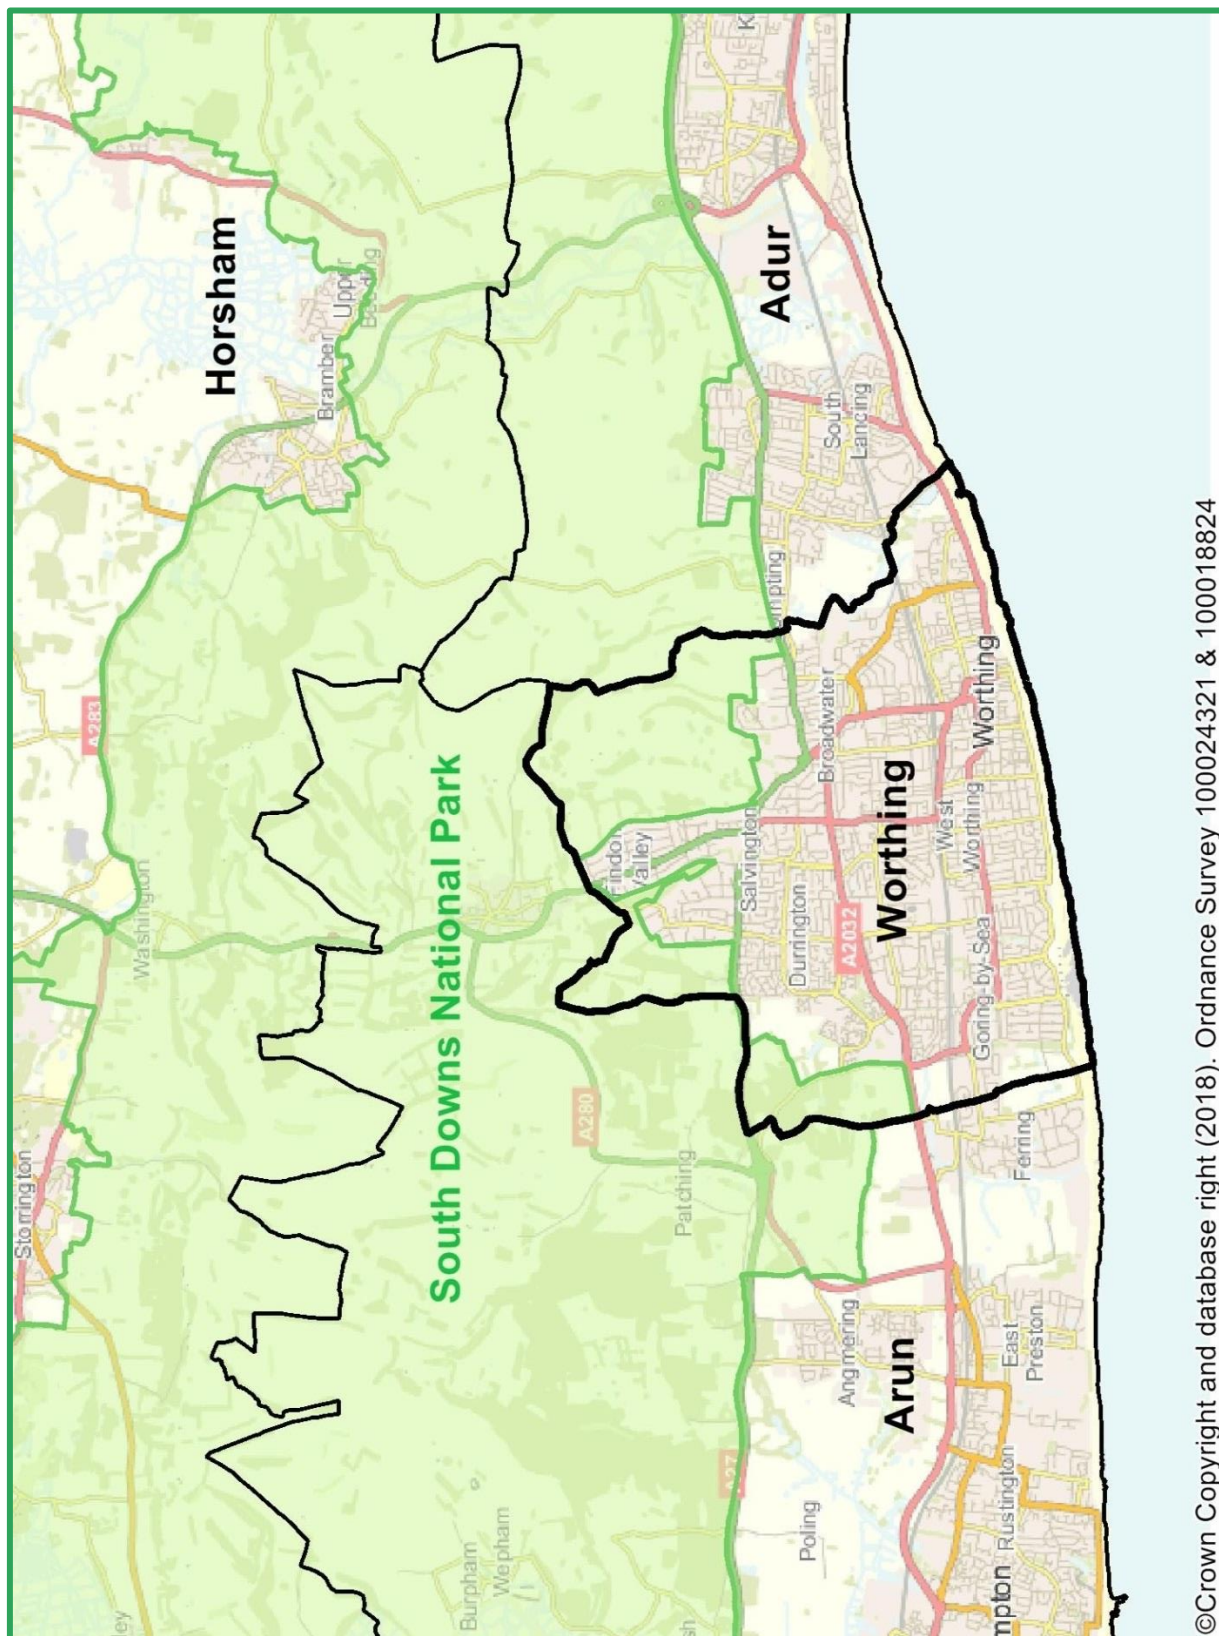 Storrington
Washington
A283
Horsham
Bramber
Upper
Beeding
South Downs National Park
Burpham
Wepham
Patching
A280
Findon
Valley
Salvington
Durrington
Broadwater
A2032
Worthing
West
Worthing
Worthing
Goring-by-Sea
Ferring
Adur
South
Lancing
A27
Poling
Angmering
Arun
East
Preston
Rustington
©Crown Copyright and database right (2018). Ordnance Survey 100024321 & 100018824